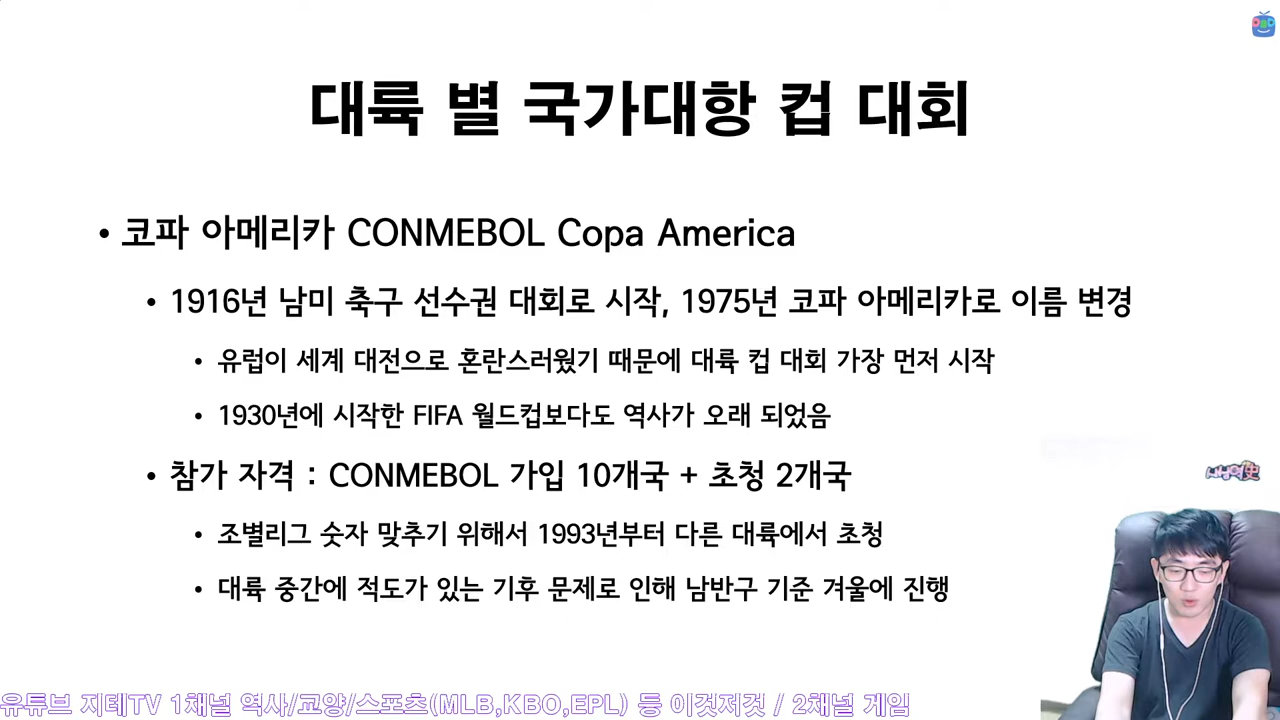 대륙 별 국가대항 컵 대회
• 코파 아메리카 CONMEBOL Copa America
• 1916년 남미 축구 선수권 대회로 시작, 1975년 코파 아메리카로 이름 변경
• 유럽이 세계 대전으로 혼란스러웠기 때문에 대륙 컵 대회 가장 먼저 시작
• 1930년에 시작한 FIFA 월드컵보다도 역사가 오래 되었음
• 참가 자격 : CONMEBOL 가입 10개국 + 초청 2개국
• 조별리그 숫자 맞추기 위해서 1993년부터 다른 대륙에서 초청
• 대륙 중간에 적도가 있는 기후 문제로 인해 남반구 기준 겨울에 진행
유튜브 지테TV 1채널 역사/교양/스포츠(MLB,KBO,EPL) 등 이것저것 / 2채널 게임